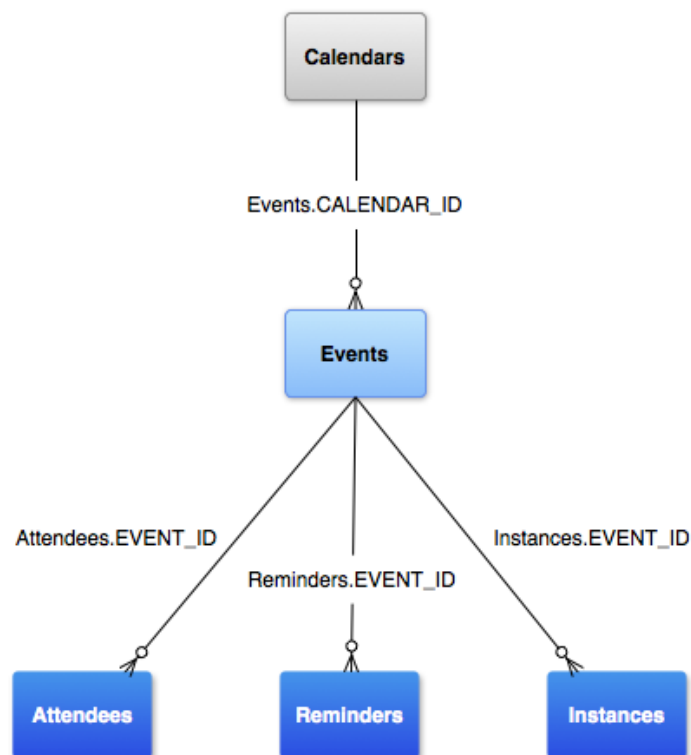 Calendars
Events.CALENDAR_ID
Events
Attendees.EVENT_ID
Instances.EVENT_ID
Reminders.EVENT_ID
Attendees
Reminders
Instances